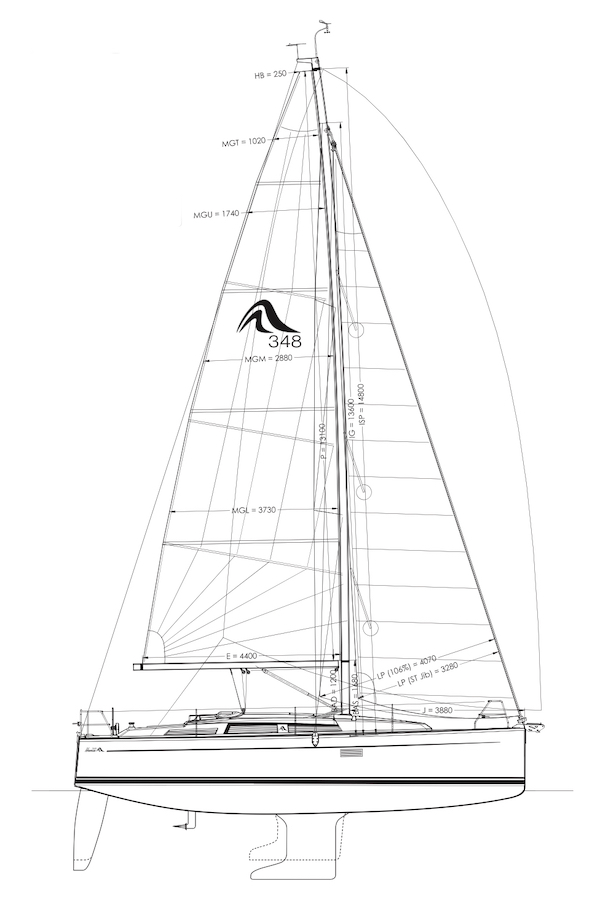 HB = 250
MGT = 1020
MGU = 1740
348
MGM = 2880
P = 13100
IG = 13600
ISP = 14800
MGL = 3730
E = 4400
LP (106%) = 4070
LP (ST Jib) = 3280
BAD = 1200
BAS = 1680
J = 3880